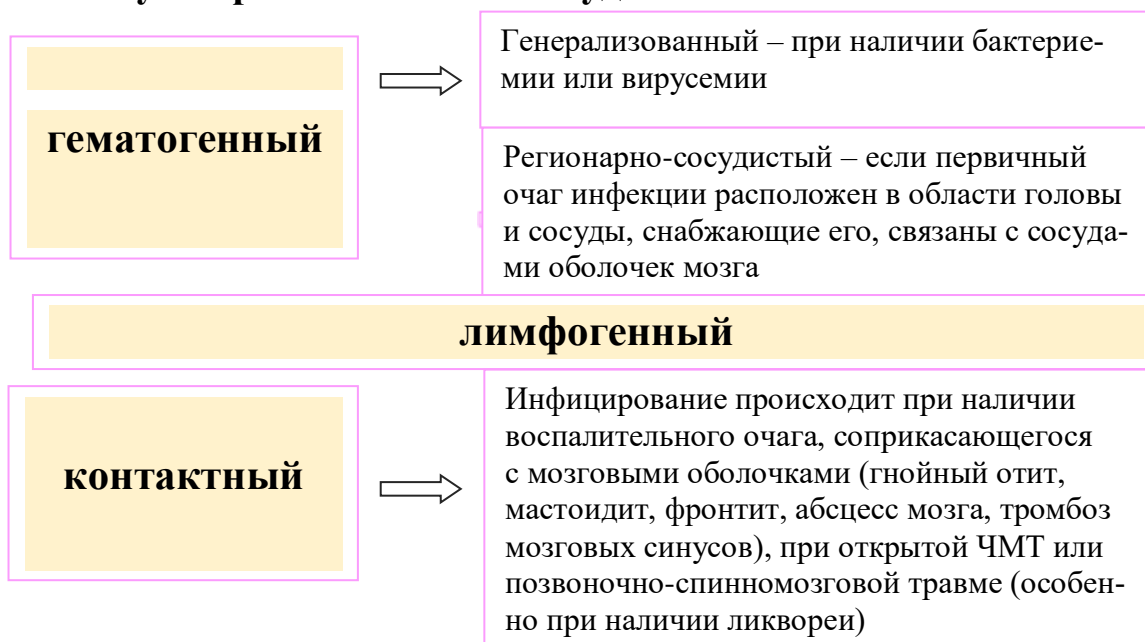 гематогенный
Генерализованный – при наличии бактерие-
мии или вирусемии
Регионарно-сосудистый – если первичный
очаг инфекции расположен в области головы
и сосуды, снабжающие его, связаны с сосуда-
ми оболочек мозга
лимфогенный
контактный
Инфицирование происходит при наличии
воспалительного очага, соприкасающегося
с мозговыми оболочками (гнойный отит,
мастоидит, фронтит, абсцесс мозга, тромбоз
мозговых синусов), при открытой ЧМТ или
позвоночно-спинномозговой травме (особен-
но при наличии ликвореи)